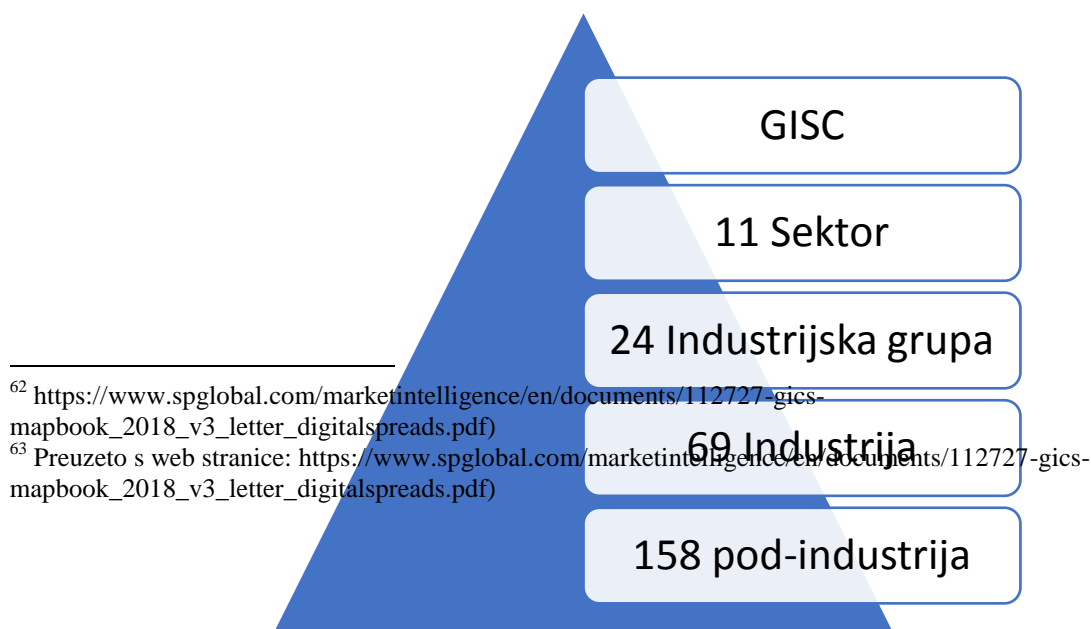 GISC
11 Sektor
24 Industrijska grupa
69 Industrija
158 pod-industrija
62 https://www.spglobal.com/marketintelligence/en/documents/112727-gics-
mapbook_2018_v3_letter_digitalspreads.pdf)
63 Preuzeto s web stranice: https://www.spglobal.com/marketintelligence/en/documents/112727-gics-
mapbook_2018_v3_letter_digitalspreads.pdf)